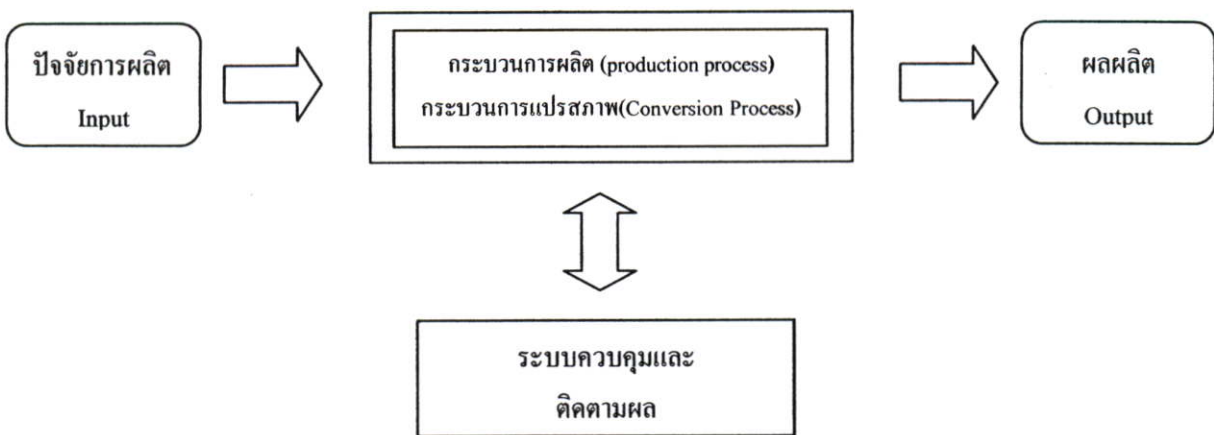 ปัจจัยการผลิต
Input
กระบวนการผลิต (production process)
กระบวนการแปรสภาพ(Conversion Process)
ผลผลิต
Output
ระบบควบคุมและ
ติดตามผล